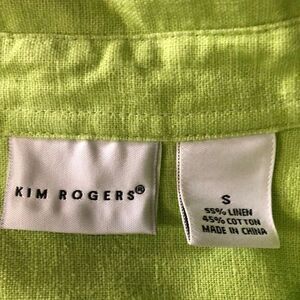 KIM ROGERS®
S
55% LINEN
45% COTTON
MADE IN CHINA